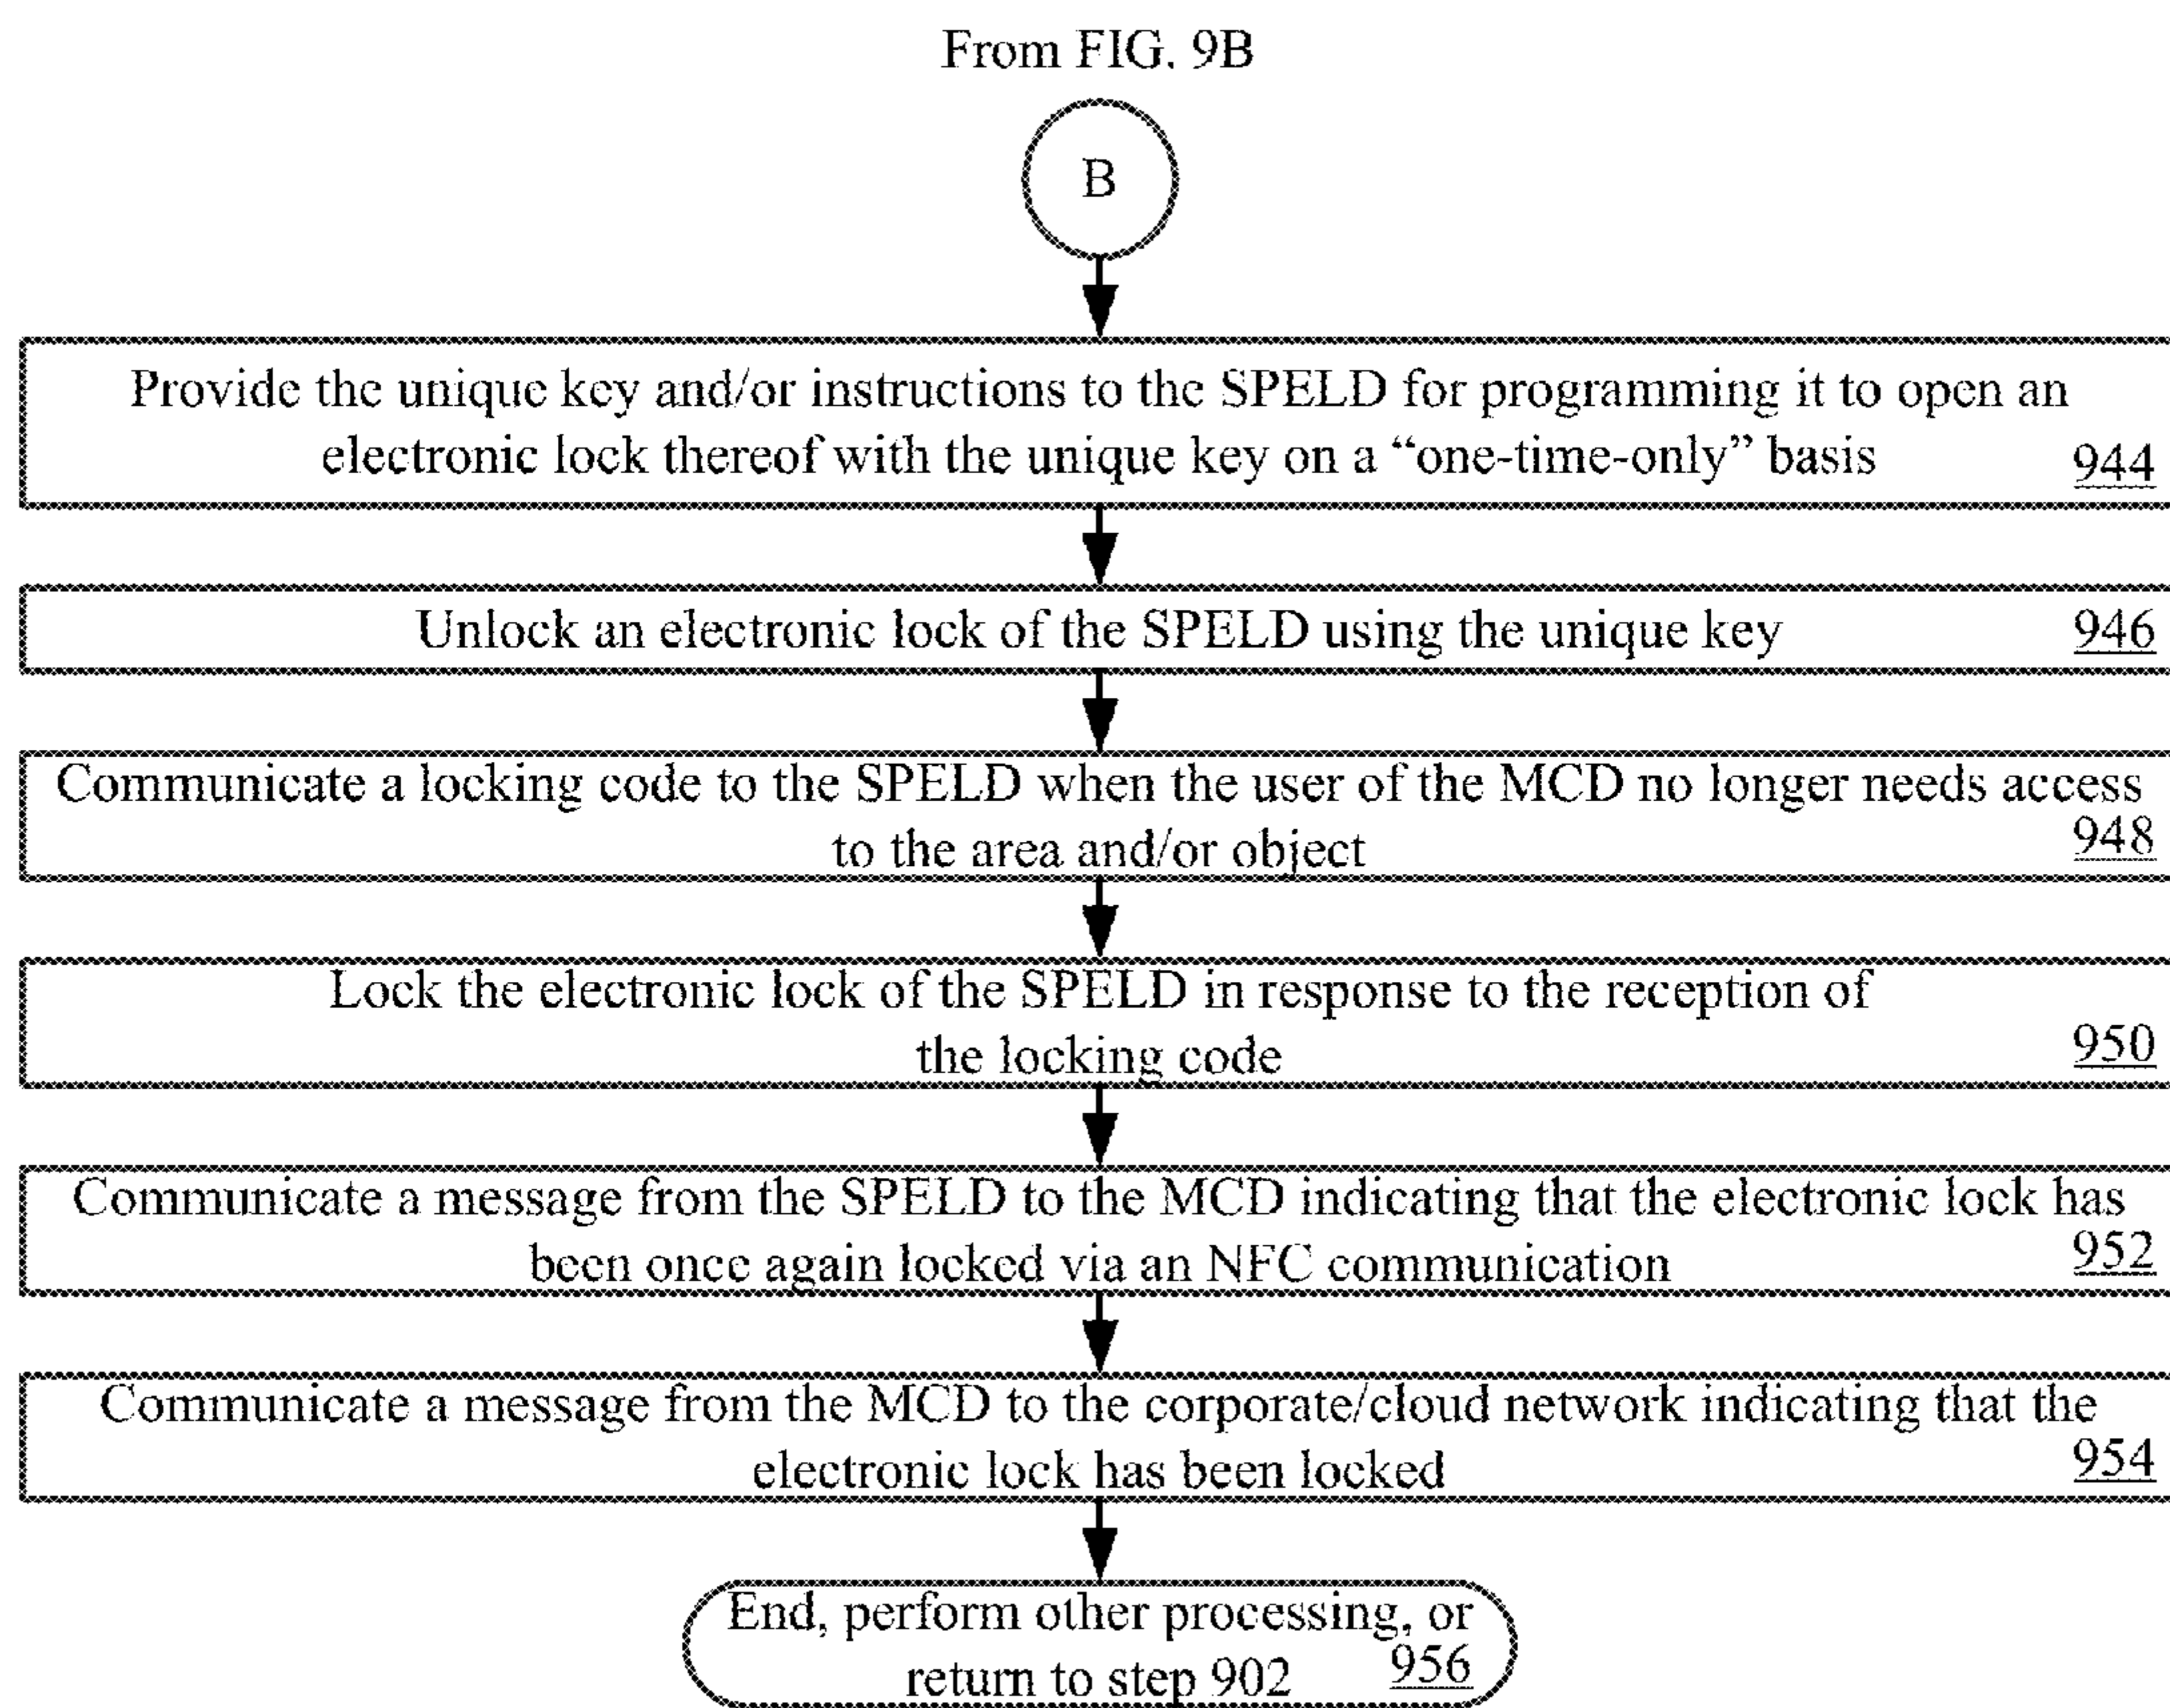 From FIG. 9B
B
Provide the unique key and/or instructions to the SPELD for programming it to open an
electronic lock thereof with the unique key on a “one-time-only” basis 944
Unlock an electronic lock of the SPELD using the unique key 946
Communicate a locking code to the SPELD when the user of the MCD no longer needs access
to the area and/or object 948
Lock the electronic lock of the SPELD in response to the reception of
the locking code 950
Communicate a message from the SPELD to the MCD indicating that the electronic lock has
been once again locked via an NFC communication 952
Communicate a message from the MCD to the corporate/cloud network indicating that the
electronic lock has been locked 954
End, perform other processing, or
return to step 902 956